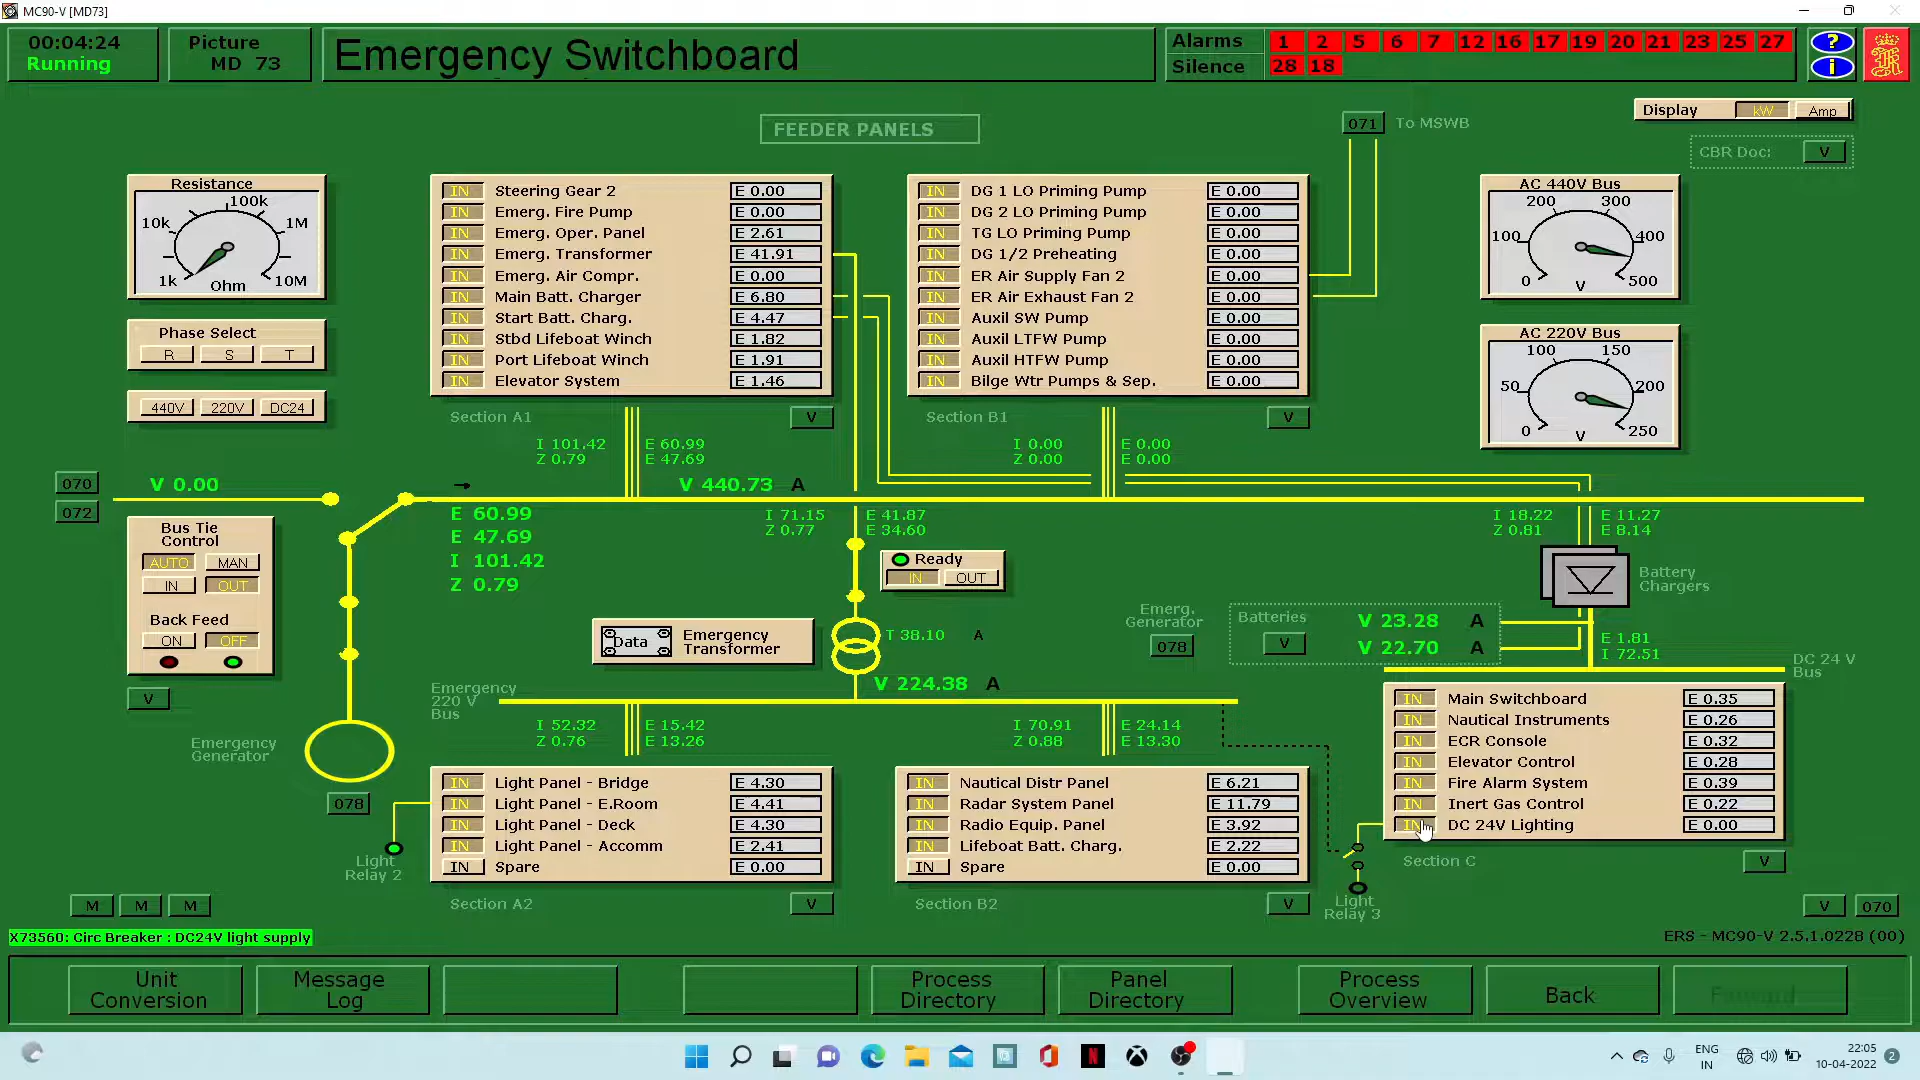 MC90-V [MD73]
00:04:24
Running
Picture
MD 73
Emergency Switchboard
Alarms
Silence
1 2 5 6 7 12 16 17 19 20 21 23 25 27
28 18
?
i
Display kW Amp
CBR Doc: V
FEEDER PANELS
071 To MSWB
Resistance
1k 10k 100k 1M 10M
Ohm
Phase Select
R S T
440V 220V DC24
IN Steering Gear 2 E 0.00
IN Emerg. Fire Pump E 0.00
IN Emerg. Oper. Panel E 2.61
IN Emerg. Transformer E 41.91
IN Emerg. Air Compr. E 0.00
IN Main Batt. Charger E 6.80
IN Start Batt. Charg. E 4.47
IN Stbd Lifeboat Winch E 1.82
IN Port Lifeboat Winch E 1.91
IN Elevator System E 1.46
Section A1 V
IN DG 1 LO Priming Pump E 0.00
IN DG 2 LO Priming Pump E 0.00
IN TG LO Priming Pump E 0.00
IN DG 1/2 Preheating E 0.00
IN ER Air Supply Fan 2 E 0.00
IN ER Air Exhaust Fan 2 E 0.00
IN Auxil SW Pump E 0.00
IN Auxil LTFW Pump E 0.00
IN Auxil HTFW Pump E 0.00
IN Bilge Wtr Pumps & Sep. E 0.00
Section B1 V
AC 440V Bus
0 100 200 300 400 500
V
AC 220V Bus
0 50 100 150 200 250
V
I 101.42 E 60.99
Z 0.79 E 47.69
I 0.00 E 0.00
Z 0.00 E 0.00
070
072
V 0.00
V 440.73 A
E 60.99
E 47.69
I 101.42
Z 0.79
I 71.15 E 41.87
Z 0.77 E 34.60
I 18.22 E 11.27
Z 0.81 E 8.14
Bus Tie
Control
AUTO MAN
IN OUT
Back Feed
ON OFF
V
Ready
IN OUT
Data
Emergency
Transformer
T 38.10 A
V 224.38 A
Emerg.
Generator
078
Batteries
V
V 23.28 A
V 22.70 A
Battery
Chargers
E 1.81
I 72.51
DC 24 V
Bus
Emergency
220 V
Bus
Emergency
Generator
078
I 52.32 E 15.42
Z 0.76 E 13.26
I 70.91 E 24.14
Z 0.88 E 13.30
IN Light Panel - Bridge E 4.30
IN Light Panel - E.Room E 4.41
IN Light Panel - Deck E 4.30
IN Light Panel - Accomm E 2.41
IN Spare E 0.00
Section A2 V
Light
Relay 2
IN Nautical Distr Panel E 6.21
IN Radar System Panel E 11.79
IN Radio Equip. Panel E 3.92
IN Lifeboat Batt. Charg. E 2.22
IN Spare E 0.00
Section B2 V
Light
Relay 3
IN Main Switchboard E 0.35
IN Nautical Instruments E 0.26
IN ECR Console E 0.32
IN Elevator Control E 0.28
IN Fire Alarm System E 0.39
IN Inert Gas Control E 0.22
IN DC 24V Lighting E 0.00
Section C V
M M M
V 070
X73560: Circ Breaker : DC24V light supply
ERS - MC90-V 2.5.1.0228 (00)
Unit
Conversion
Message
Log
Process
Directory
Panel
Directory
Process
Overview
Back
Forward
ENG
IN
22:05
10-04-2022
2